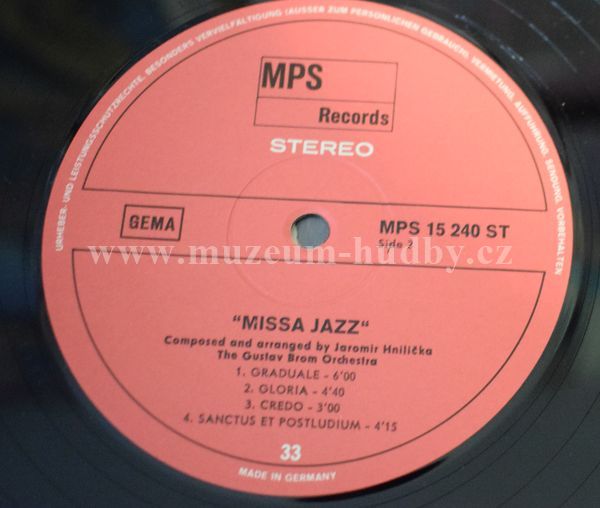 URHEBER- UND LEISTUNGSSCHUTZRECHTE, BESONDERS VERVIELFÄLTIGUNG (AUSSER ZUM PERSÖNLICHEN GEBRAUCH), VERMIETUNG, AUFFÜHRUNG, SENDUNG, VORBEHALTEN
MPS
Records
STEREO
GEMA
MPS 15 240 ST
Side 2
www.muzeum-hudby.cz
"MISSA JAZZ"
Composed and arranged by Jaromir Hnilička
The Gustav Brom Orchestra
1. GRADUALE - 6'00
2. GLORIA - 4'40
3. CREDO - 3'00
4. SANCTUS ET POSTLUDIUM - 4'15
33
MADE IN GERMANY